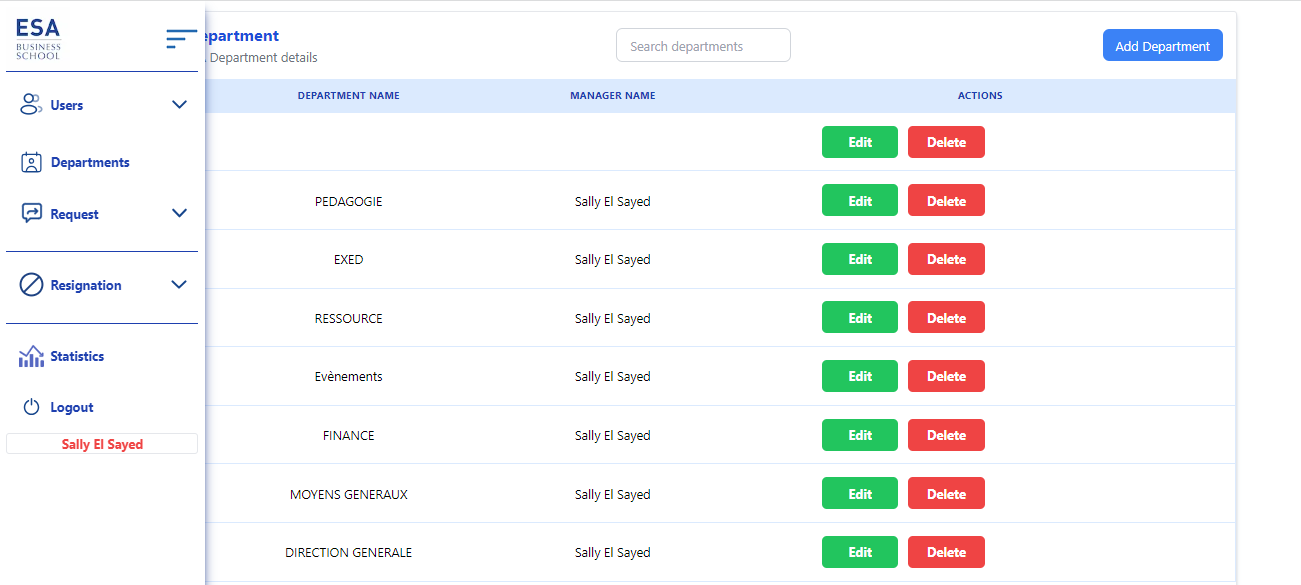 ESA
BUSINESS
SCHOOL
Users
Departments
Request
Resignation
Statistics
Logout
Sally El Sayed
epartment
Department details
Search departments
Add Department
DEPARTMENT NAME MANAGER NAME ACTIONS
Edit Delete
PEDAGOGIE Sally El Sayed Edit Delete
EXED Sally El Sayed Edit Delete
RESSOURCE Sally El Sayed Edit Delete
Evènements Sally El Sayed Edit Delete
FINANCE Sally El Sayed Edit Delete
MOYENS GENERAUX Sally El Sayed Edit Delete
DIRECTION GENERALE Sally El Sayed Edit Delete